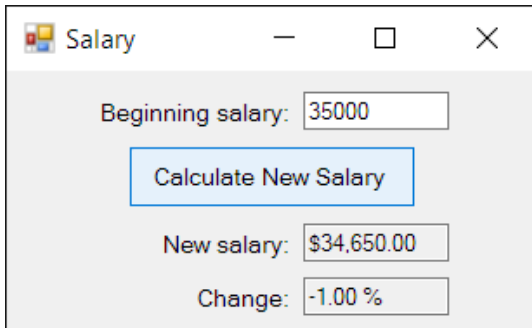 Salary
Beginning salary: 35000
Calculate New Salary
New salary: $34,650.00
Change: -1.00 %